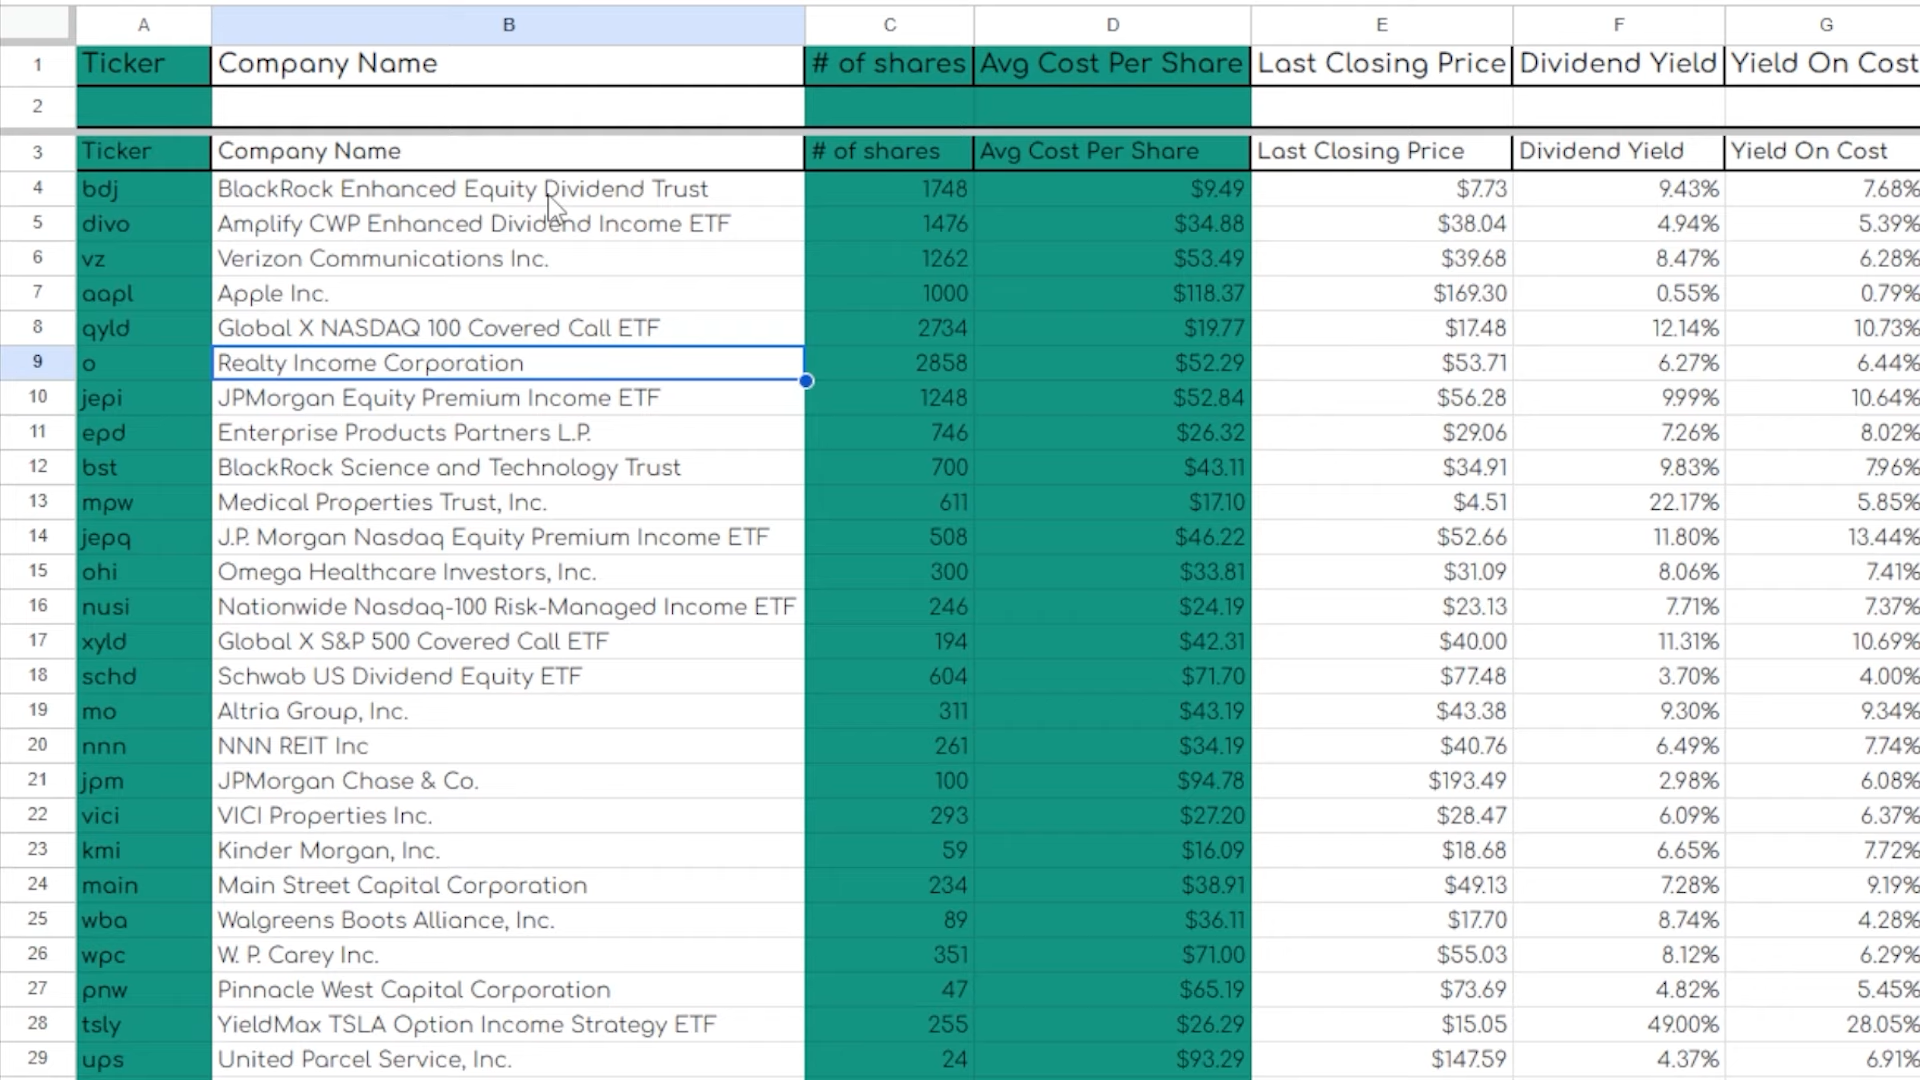 A B C D E F G
1 Ticker Company Name # of shares Avg Cost Per Share Last Closing Price Dividend Yield Yield On Cost
2
3 Ticker Company Name # of shares Avg Cost Per Share Last Closing Price Dividend Yield Yield On Cost
4 bdj BlackRock Enhanced Equity Dividend Trust 1748 $9.49 $7.73 9.43% 7.68%
5 divo Amplify CWP Enhanced Dividend Income ETF 1476 $34.88 $38.04 4.94% 5.39%
6 vz Verizon Communications Inc. 1262 $53.49 $39.68 8.47% 6.28%
7 aapl Apple Inc. 1000 $118.37 $169.30 0.55% 0.79%
8 qyld Global X NASDAQ 100 Covered Call ETF 2734 $19.77 $17.48 12.14% 10.73%
9 o Realty Income Corporation 2858 $52.29 $53.71 6.27% 6.44%
10 jepi JPMorgan Equity Premium Income ETF 1248 $52.84 $56.28 9.99% 10.64%
11 epd Enterprise Products Partners L.P. 746 $26.32 $29.06 7.26% 8.02%
12 bst BlackRock Science and Technology Trust 700 $43.11 $34.91 9.83% 7.96%
13 mpw Medical Properties Trust, Inc. 611 $17.10 $4.51 22.17% 5.85%
14 jepq J.P. Morgan Nasdaq Equity Premium Income ETF 508 $46.22 $52.66 11.80% 13.44%
15 ohi Omega Healthcare Investors, Inc. 300 $33.81 $31.09 8.06% 7.41%
16 nusi Nationwide Nasdaq-100 Risk-Managed Income ETF 246 $24.19 $23.13 7.71% 7.37%
17 xyld Global X S&P 500 Covered Call ETF 194 $42.31 $40.00 11.31% 10.69%
18 schd Schwab US Dividend Equity ETF 604 $71.70 $77.48 3.70% 4.00%
19 mo Altria Group, Inc. 311 $43.19 $43.38 9.30% 9.34%
20 nnn NNN REIT Inc 261 $34.19 $40.76 6.49% 7.74%
21 jpm JPMorgan Chase & Co. 100 $94.78 $193.49 2.98% 6.08%
22 vici VICI Properties Inc. 293 $27.20 $28.47 6.09% 6.37%
23 kmi Kinder Morgan, Inc. 59 $16.09 $18.68 6.65% 7.72%
24 main Main Street Capital Corporation 234 $38.91 $49.13 7.28% 9.19%
25 wba Walgreens Boots Alliance, Inc. 89 $36.11 $17.70 8.74% 4.28%
26 wpc W. P. Carey Inc. 351 $71.00 $55.03 8.12% 6.29%
27 pnw Pinnacle West Capital Corporation 47 $65.19 $73.69 4.82% 5.45%
28 tsly YieldMax TSLA Option Income Strategy ETF 255 $26.29 $15.05 49.00% 28.05%
29 ups United Parcel Service, Inc. 24 $93.29 $147.59 4.37% 6.91%